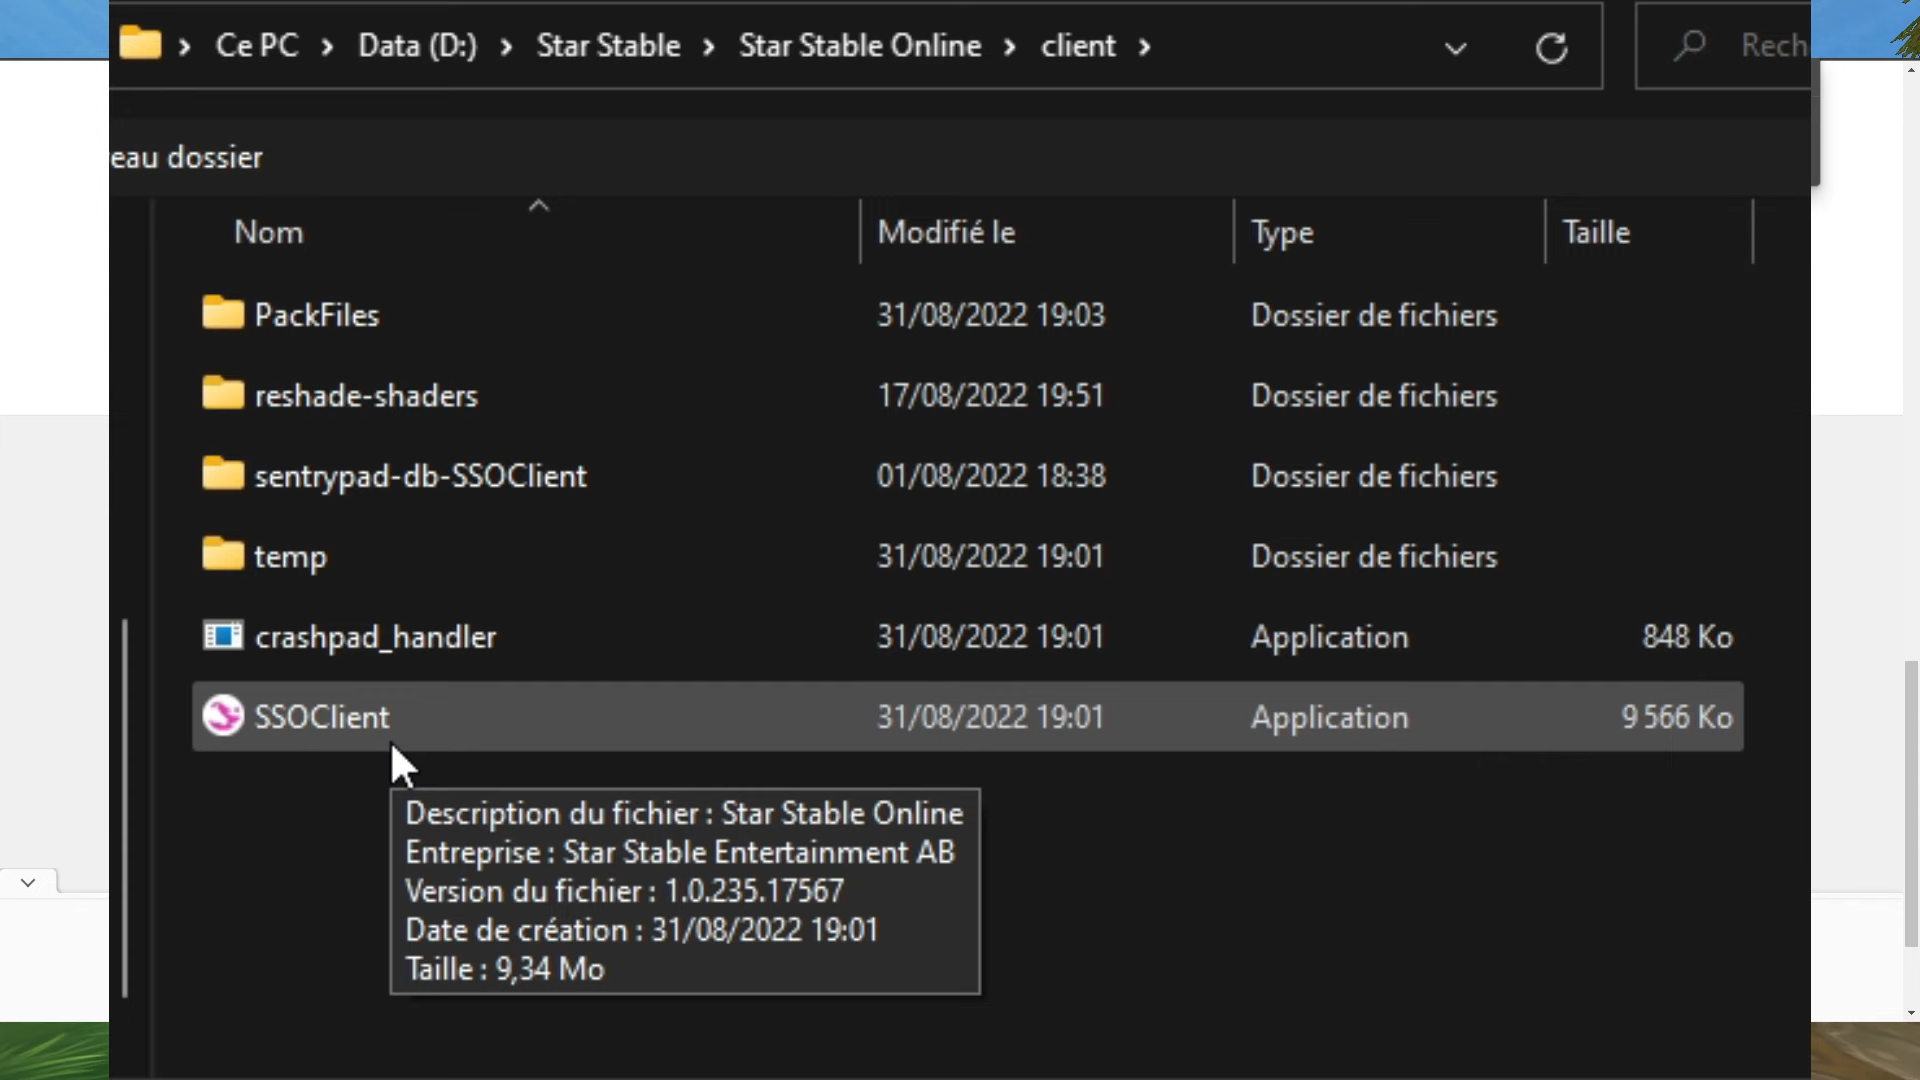 Ce PC › Data (D:) › Star Stable › Star Stable Online › client ›
Rech
eau dossier
Nom Modifié le Type Taille
PackFiles 31/08/2022 19:03 Dossier de fichiers
reshade-shaders 17/08/2022 19:51 Dossier de fichiers
sentrypad-db-SSOClient 01/08/2022 18:38 Dossier de fichiers
temp 31/08/2022 19:01 Dossier de fichiers
crashpad_handler 31/08/2022 19:01 Application 848 Ko
SSOClient 31/08/2022 19:01 Application 9 566 Ko
Description du fichier : Star Stable Online
Entreprise : Star Stable Entertainment AB
Version du fichier : 1.0.235.17567
Date de création : 31/08/2022 19:01
Taille : 9,34 Mo